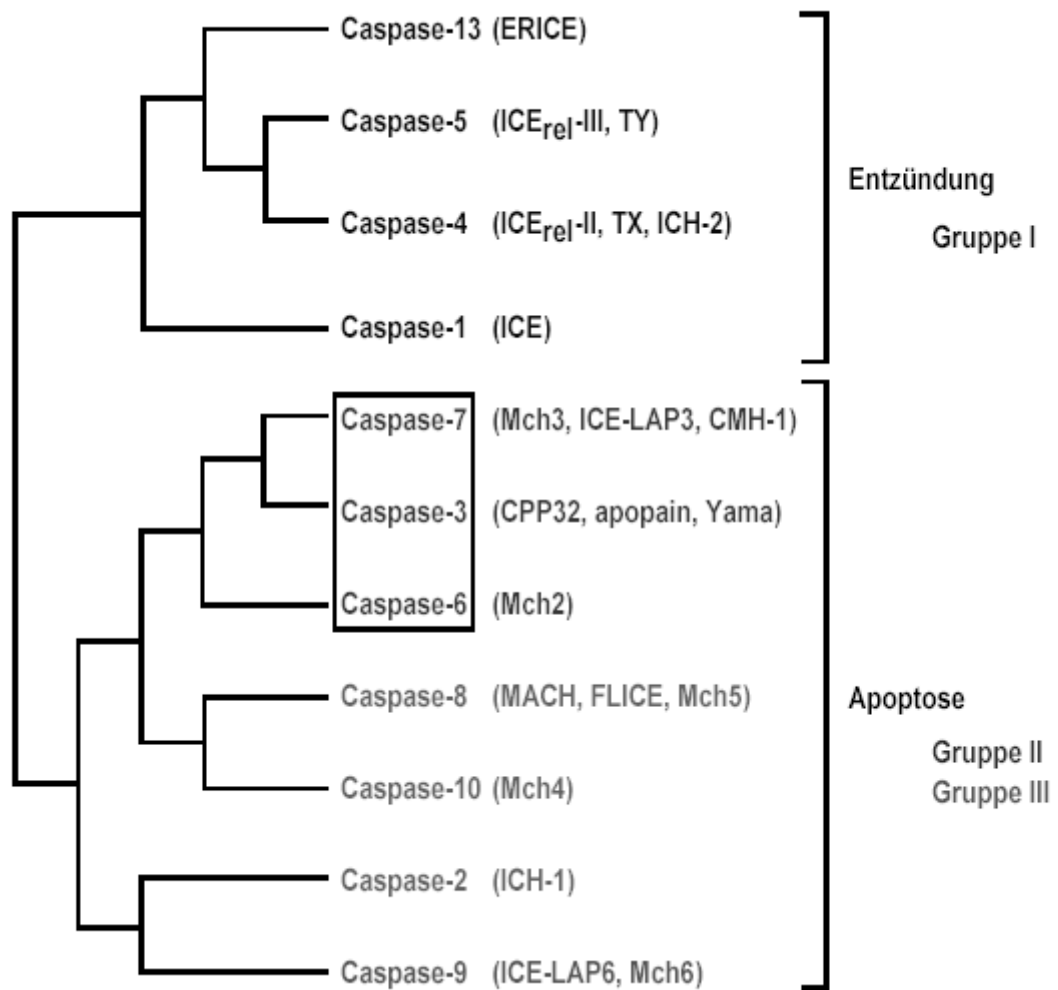 Caspase-13 (ERICE)
Caspase-5 (ICErel-III, TY)
Entzündung
Caspase-4 (ICErel-II, TX, ICH-2)
Gruppe I
Caspase-1 (ICE)
Caspase-7 (Mch3, ICE-LAP3, CMH-1)
Caspase-3 (CPP32, apopain, Yama)
Caspase-6 (Mch2)
Caspase-8 (MACH, FLICE, Mch5)
Apoptose
Gruppe II
Caspase-10 (Mch4)
Gruppe III
Caspase-2 (ICH-1)
Caspase-9 (ICE-LAP6, Mch6)